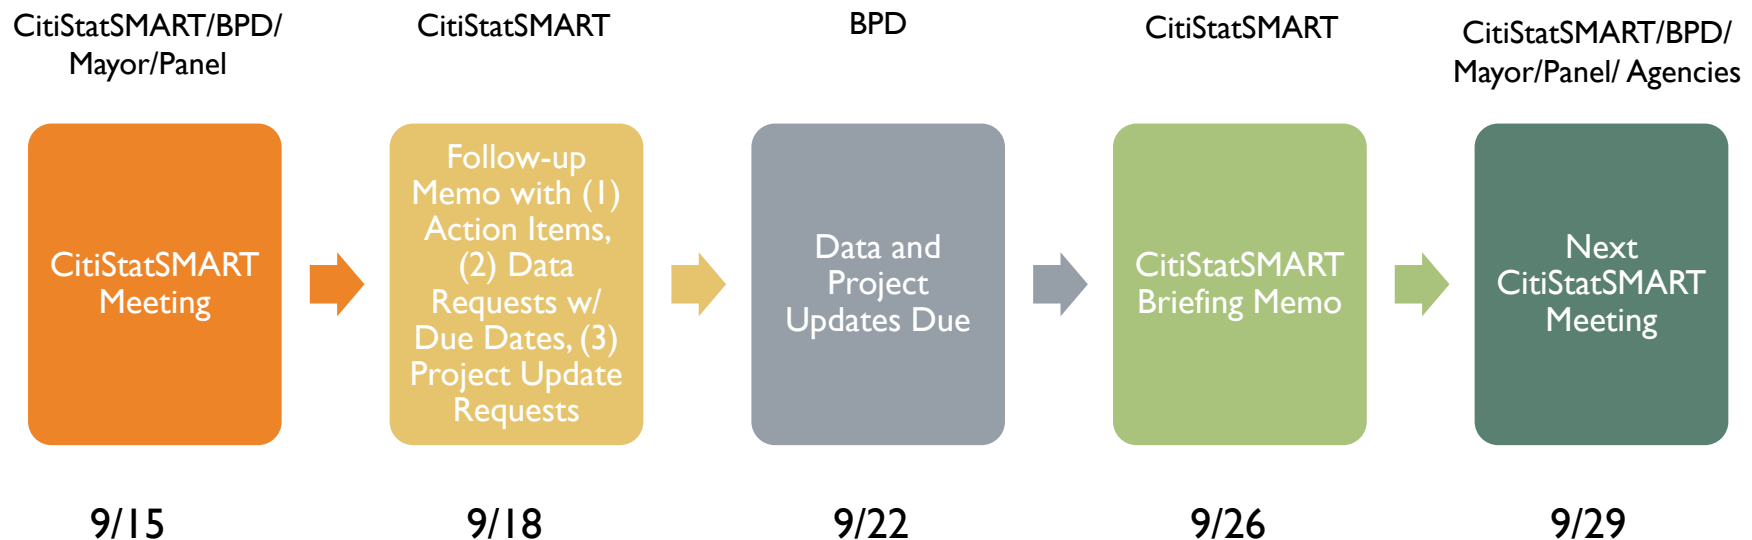 CitiStatSMART/BPD/
Mayor/Panel
CitiStatSMART
BPD
CitiStatSMART
CitiStatSMART/BPD/
Mayor/Panel/ Agencies
CitiStatSMART
Meeting
Follow-up
Memo with (1)
Action Items,
(2) Data
Requests w/
Due Dates, (3)
Project Update
Requests
Data and
Project
Updates Due
CitiStatSMART
Briefing Memo
Next
CitiStatSMART
Meeting
9/15
9/18
9/22
9/26
9/29